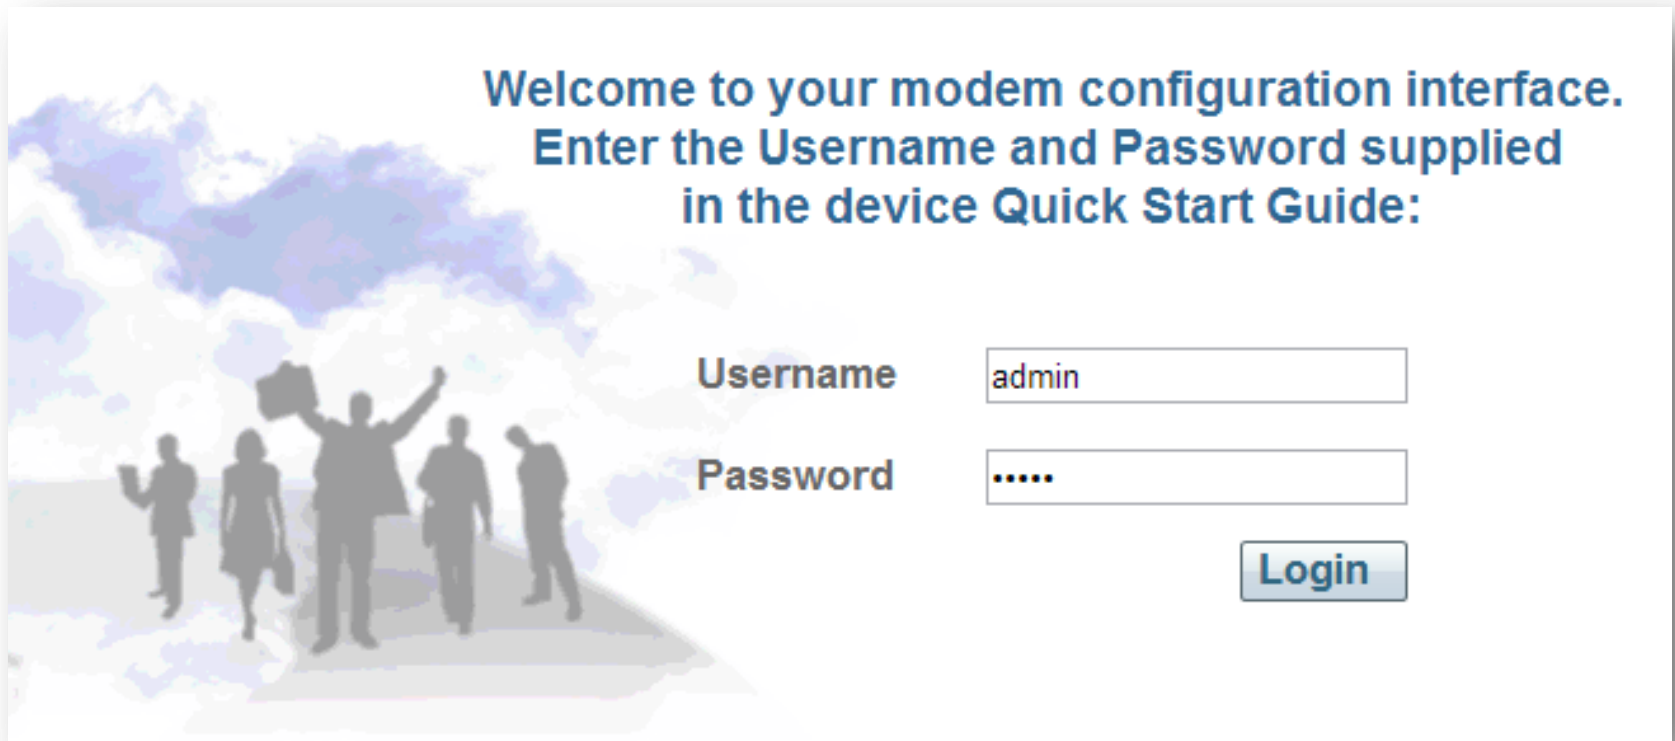 Welcome to your modem configuration interface.
Enter the Username and Password supplied
in the device Quick Start Guide:
Username admin
Password •••••
Login